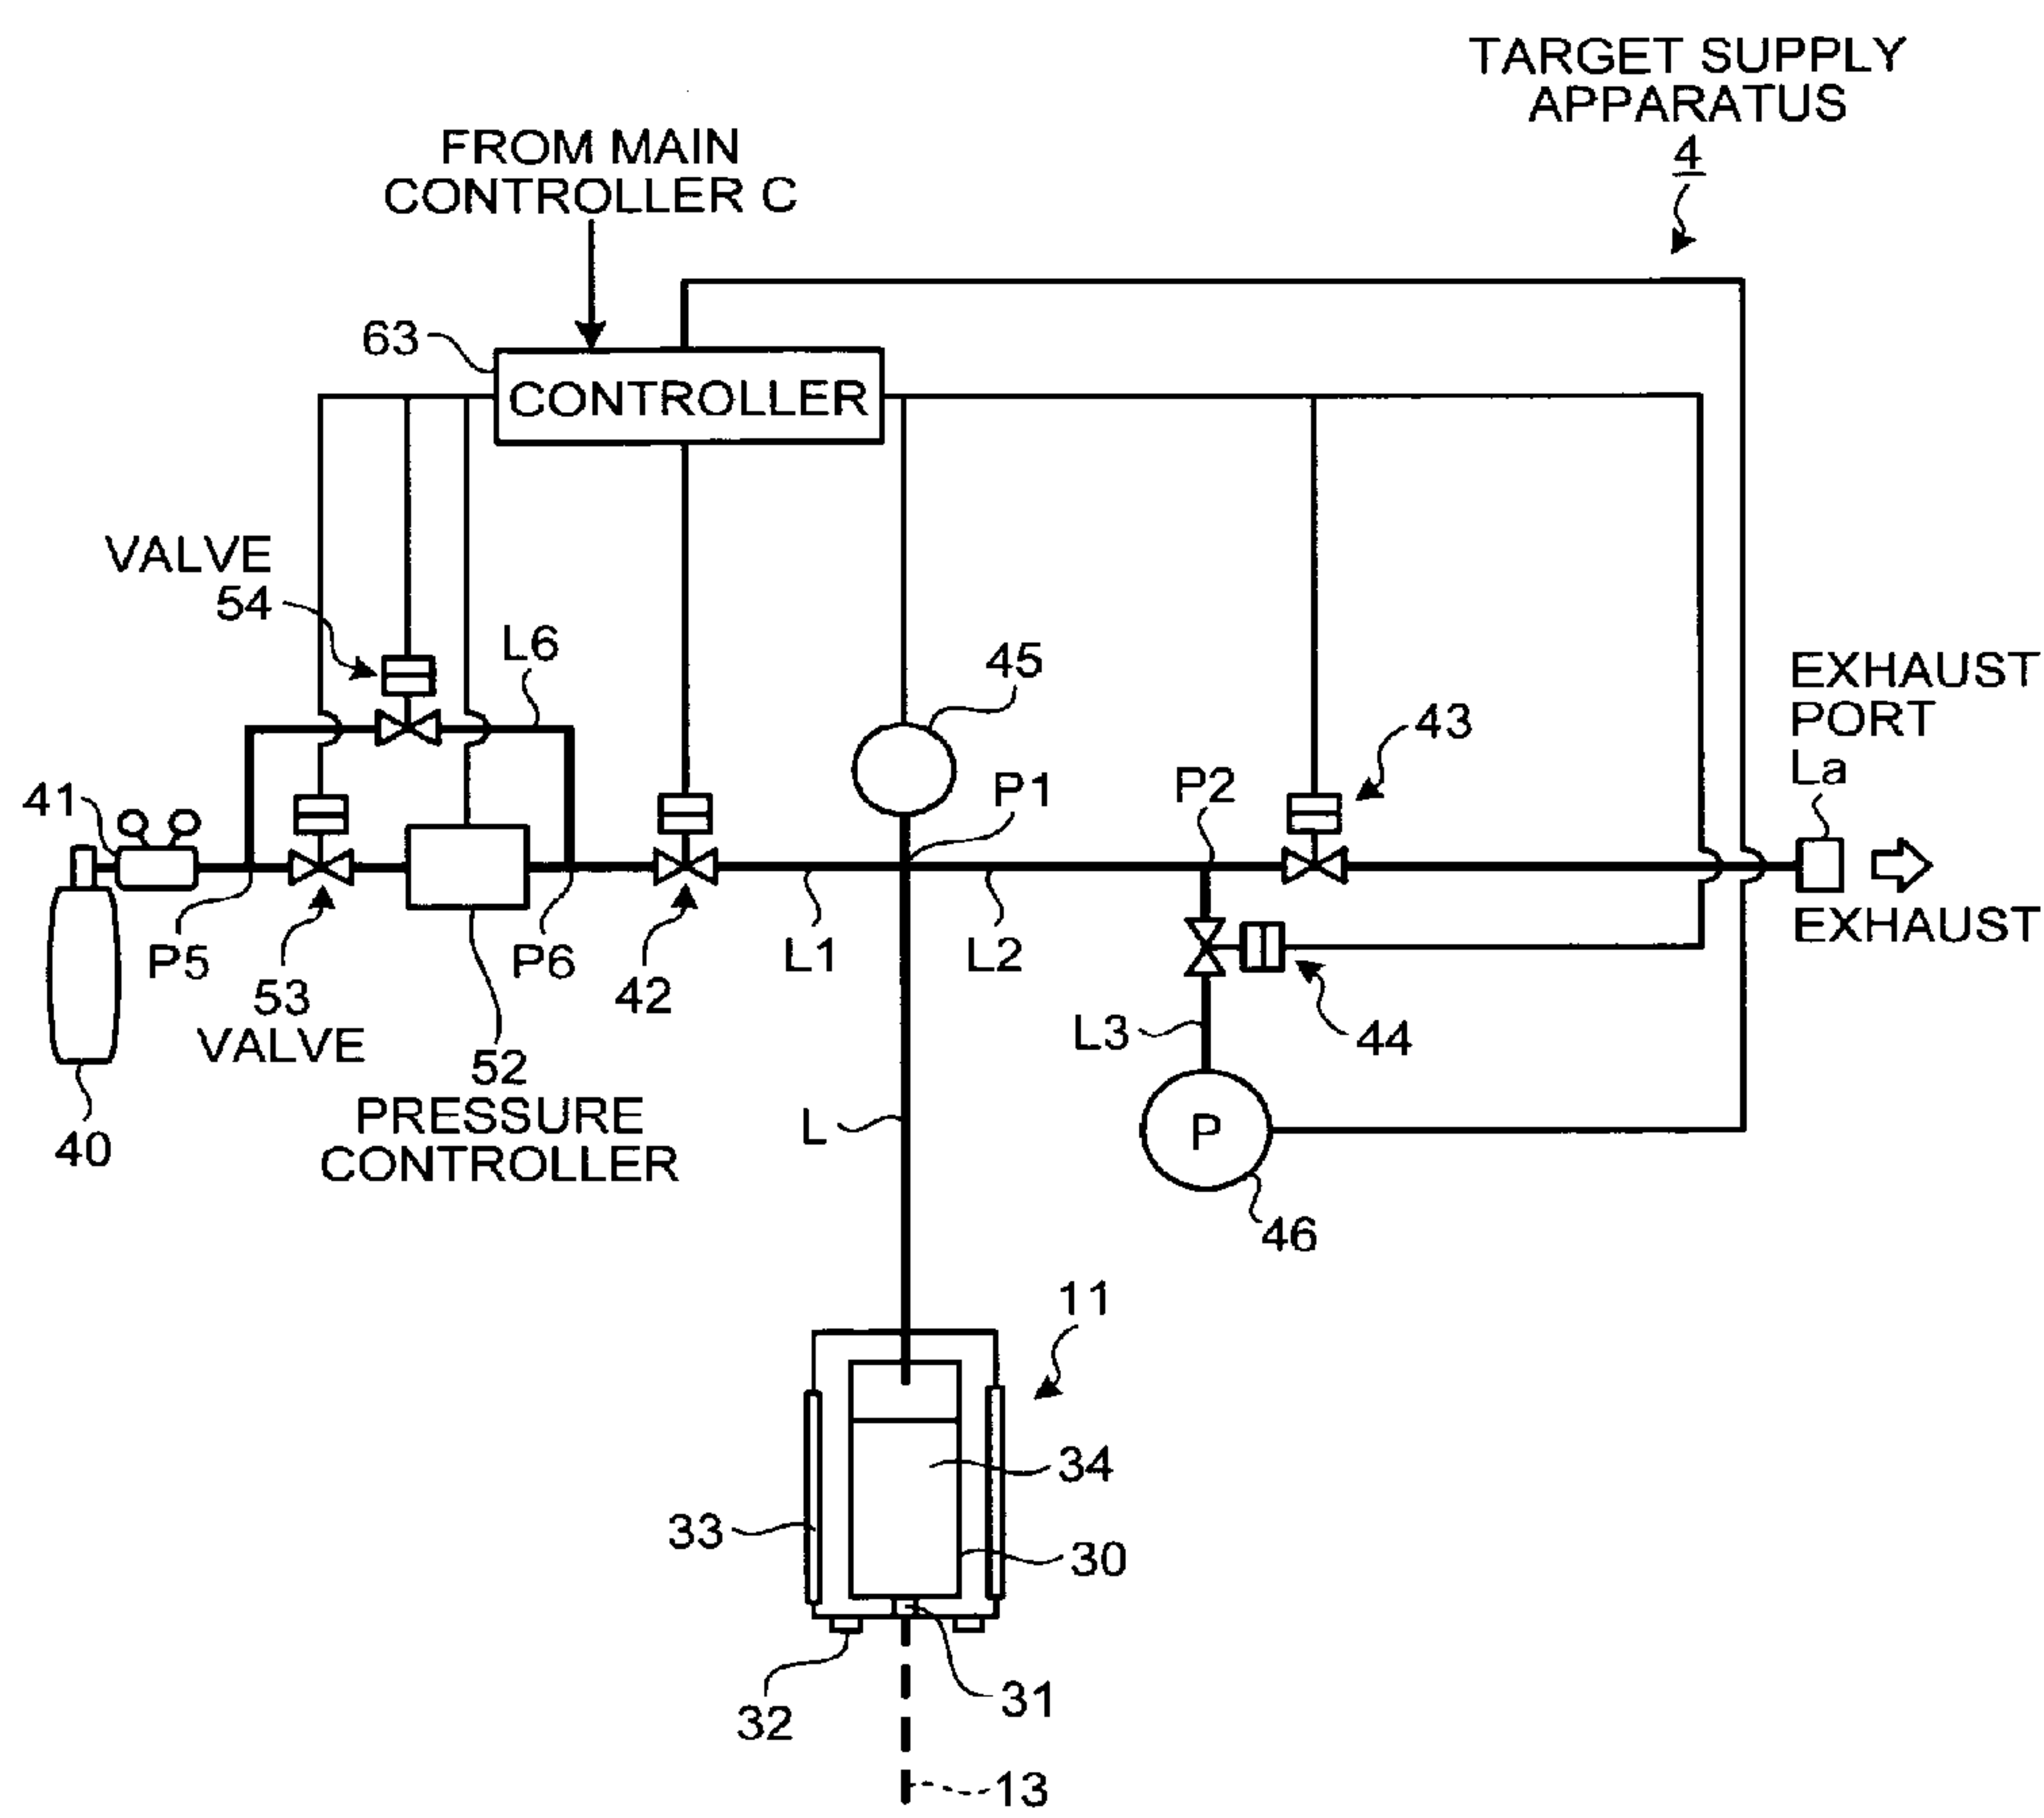 TARGET SUPPLY
APPARATUS
4
FROM MAIN
CONTROLLER C
63
CONTROLLER
VALVE
54
L6
45
43
EXHAUST
PORT
La
41
P1
P2
P5
53
VALVE
P6
42
L1
L2
EXHAUST
52
PRESSURE
CONTROLLER
40
L3
44
L
P
46
11
34
33
30
32
31
13